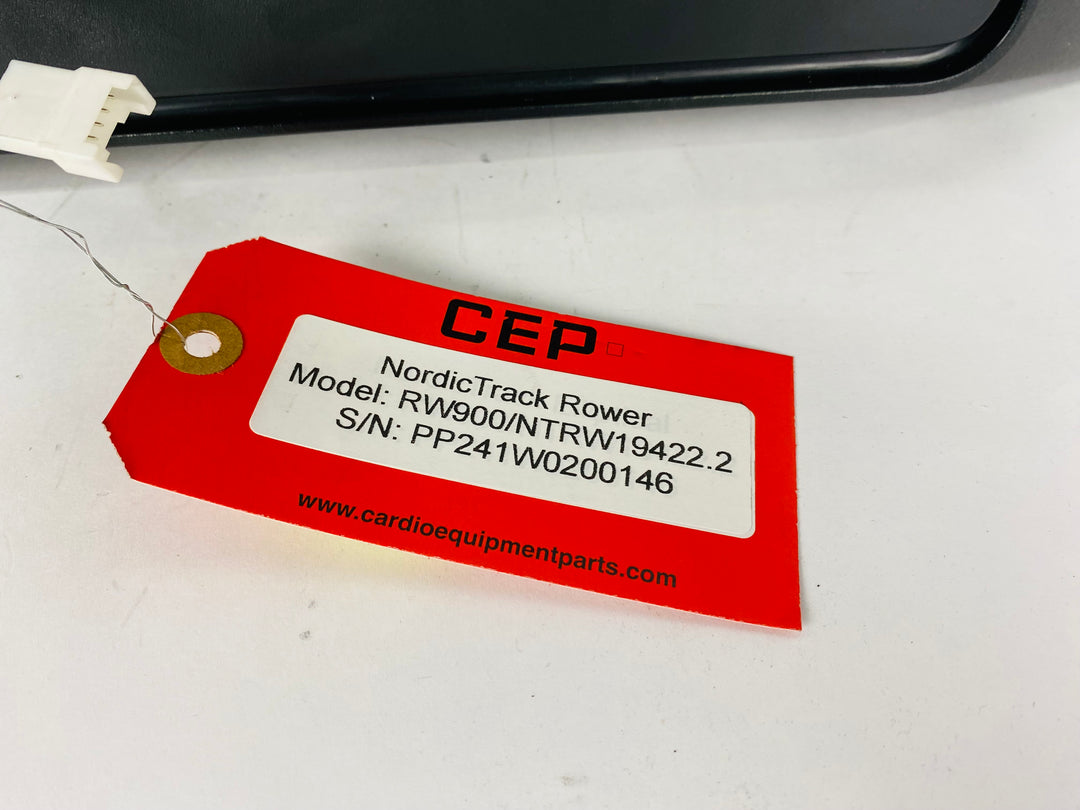 CEP
NordicTrack Rower
Model: RW900/NTRW19422.2
S/N: PP241W0200146
www.cardioequipmentparts.com